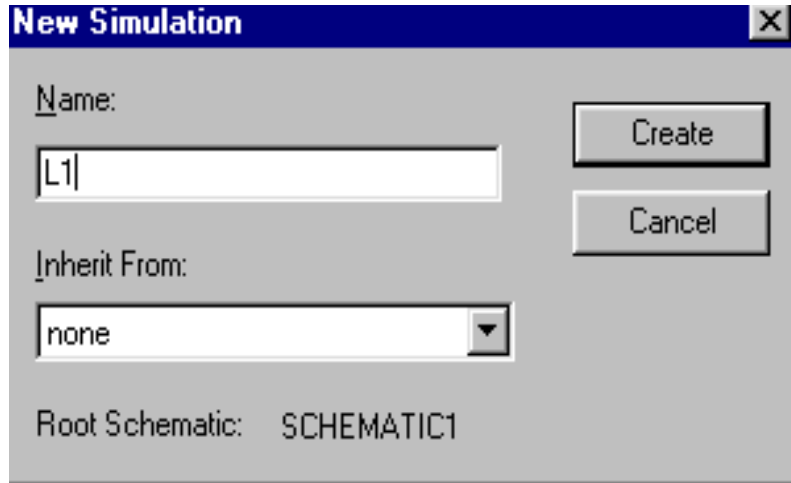 New Simulation
Name:
Create
L1
Cancel
Inherit From:
none
Root Schematic: SCHEMATIC1